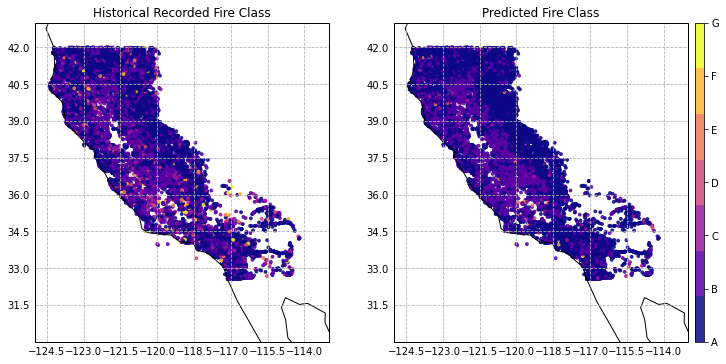 Historical Recorded Fire Class
Predicted Fire Class
42.0
40.5
39.0
37.5
36.0
34.5
33.0
31.5
−124.5 −123.0 −121.5 −120.0 −118.5 −117.0 −115.5 −114.0
42.0
40.5
39.0
37.5
36.0
34.5
33.0
31.5
−124.5 −123.0 −121.5 −120.0 −118.5 −117.0 −115.5 −114.0
G
F
E
D
C
B
A